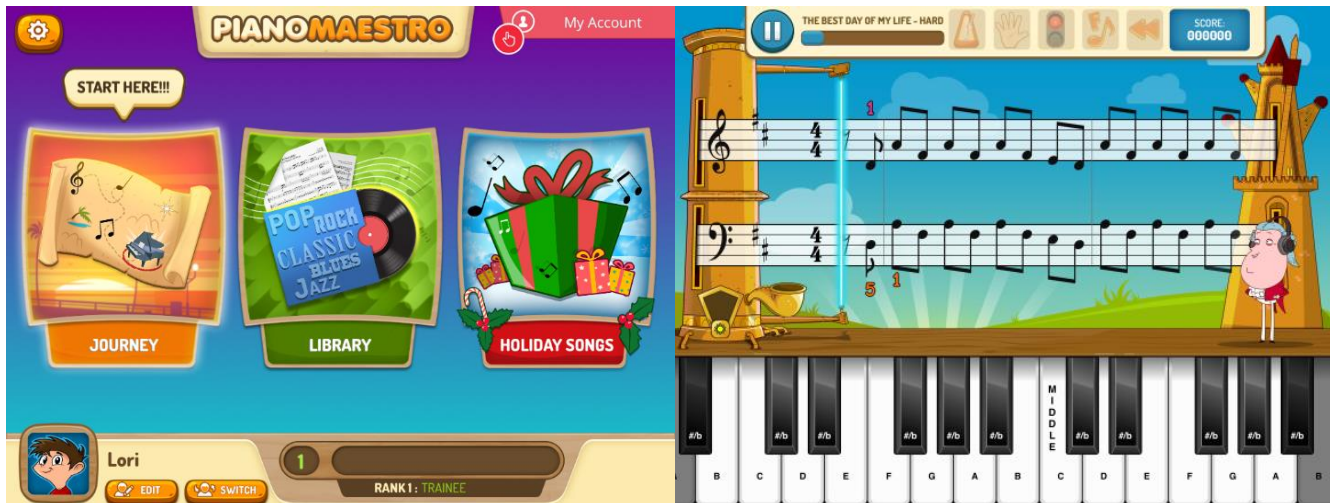 PIANOMAESTRO
My Account
START HERE!!!
POP ROCK
CLASSIC
BLUES
JAZZ
JOURNEY
LIBRARY
HOLIDAY SONGS
Lori
EDIT
SWITCH
1
RANK 1 : TRAINEE
THE BEST DAY OF MY LIFE - HARD
SCORE:
000000
1
4
4
4
4
5
1
MIDDLE
#/b #/b #/b #/b #/b #/b #/b #/b #/b #/b #/b
B C D E F G A B C D E F G A B